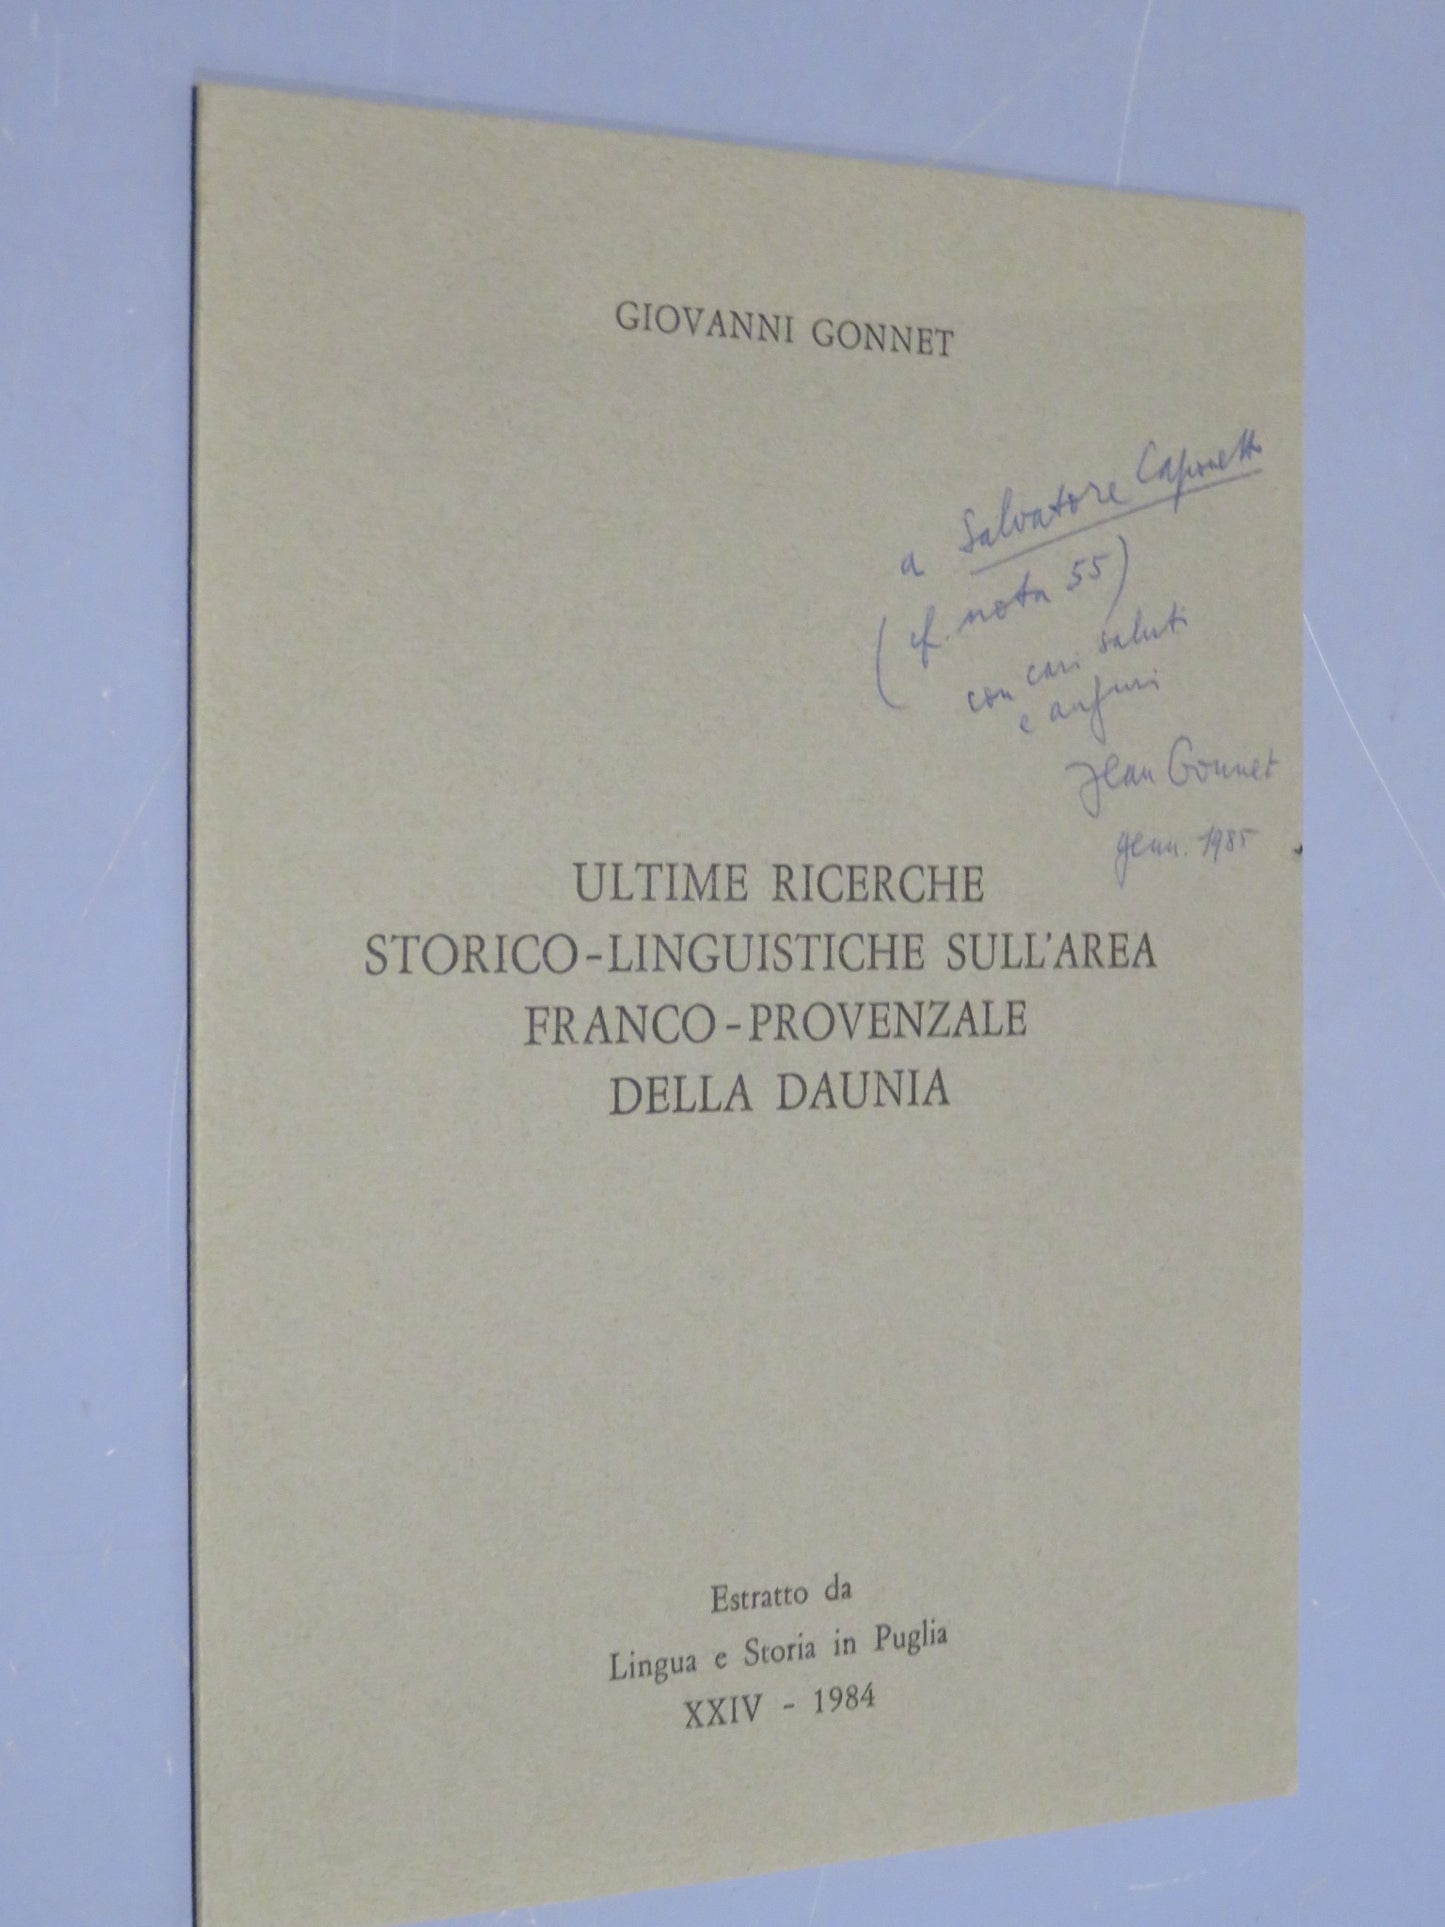 GIOVANNI GONNET
a Salvatore Caponetto
(cf. nota 55)
con cari saluti
e auguri
Jean Gonnet
genn. 1985
ULTIME RICERCHE
STORICO-LINGUISTICHE SULL'AREA
FRANCO-PROVENZALE
DELLA DAUNIA
Estratto da
Lingua e Storia in Puglia
XXIV - 1984